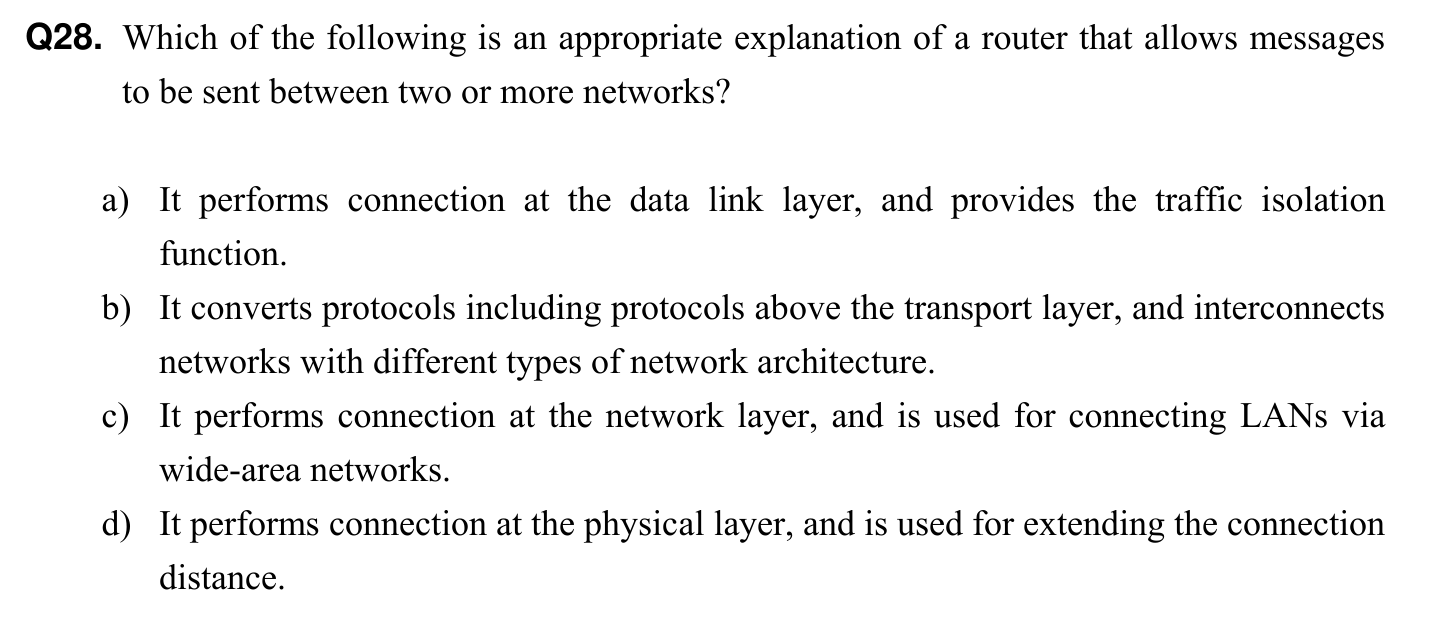 Q28. Which of the following is an appropriate explanation of a router that allows messages
to be sent between two or more networks?
a) It performs connection at the data link layer, and provides the traffic isolation
function.
b) It converts protocols including protocols above the transport layer, and interconnects
networks with different types of network architecture.
c) It performs connection at the network layer, and is used for connecting LANs via
wide-area networks.
d) It performs connection at the physical layer, and is used for extending the connection
distance.